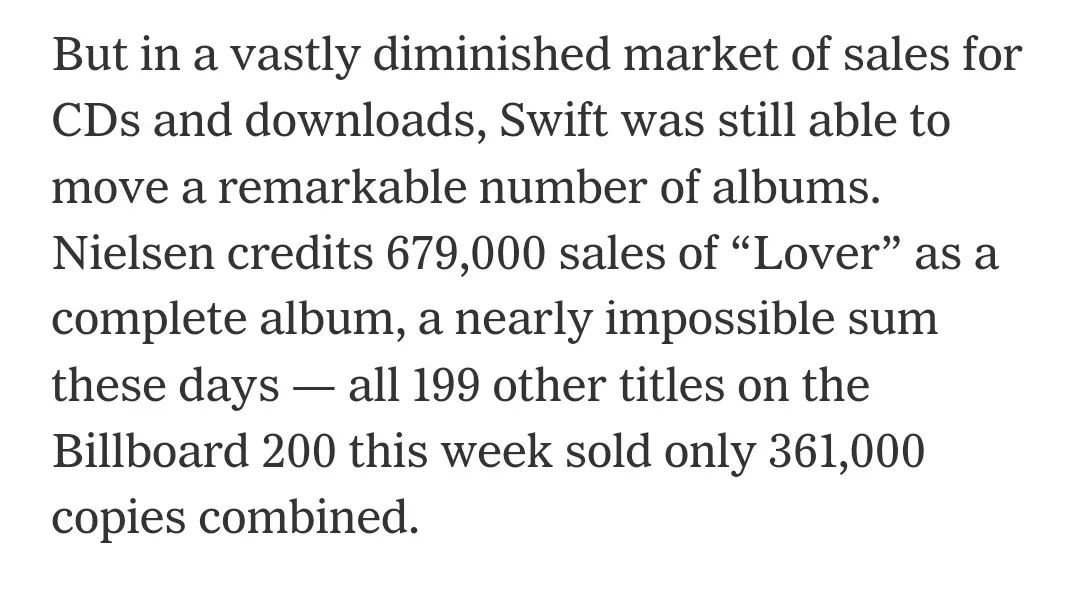 But in a vastly diminished market of sales for
CDs and downloads, Swift was still able to
move a remarkable number of albums.
Nielsen credits 679,000 sales of “Lover” as a
complete album, a nearly impossible sum
these days — all 199 other titles on the
Billboard 200 this week sold only 361,000
copies combined.